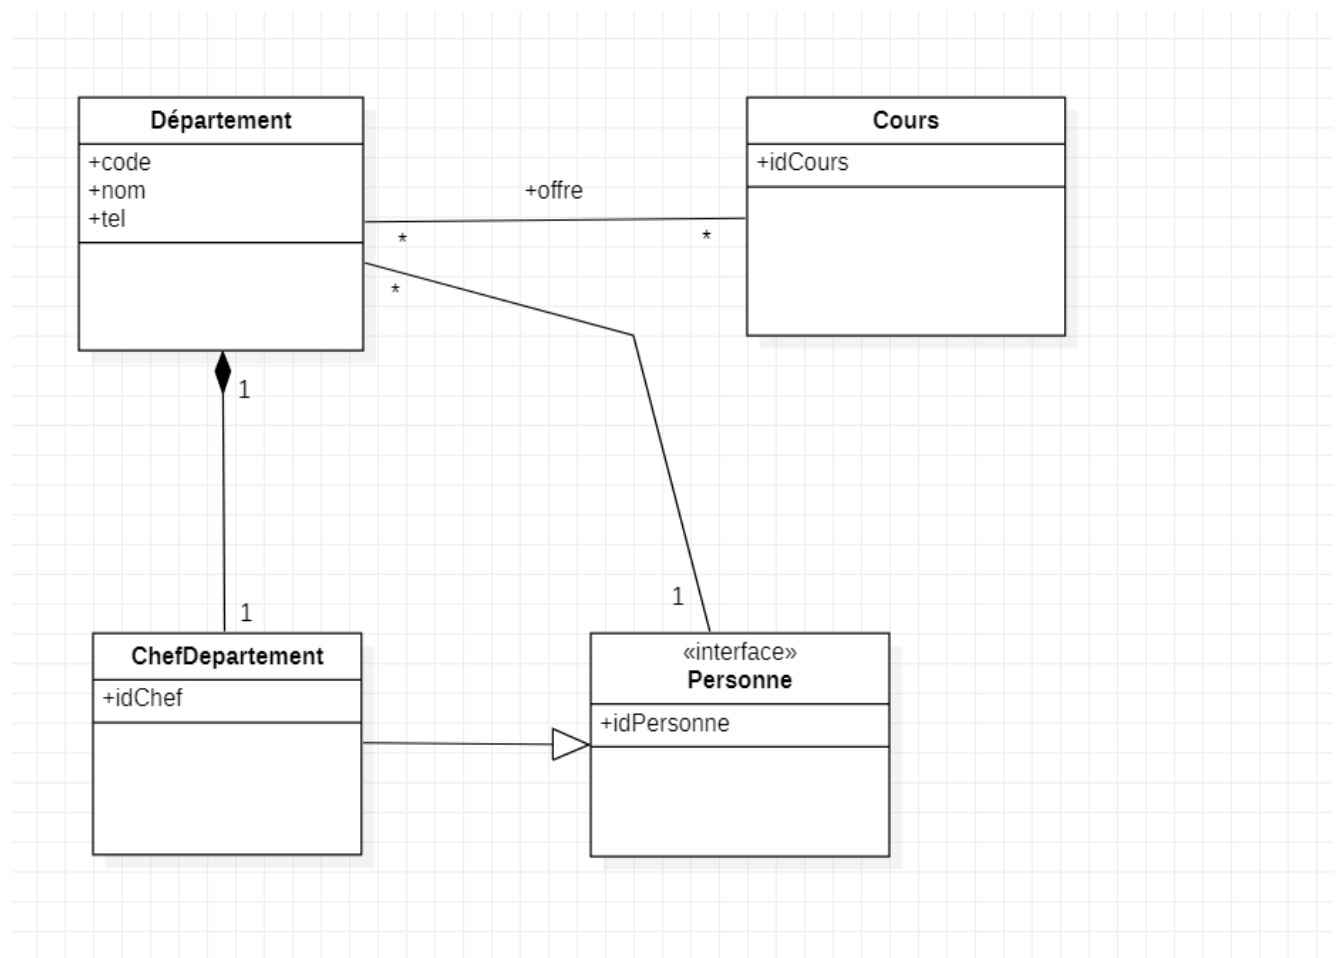 Département
+code
+nom
+tel
Cours
+idCours
+offre
*
*
*
1
1
1
ChefDepartement
+idChef
«interface»
Personne
+idPersonne